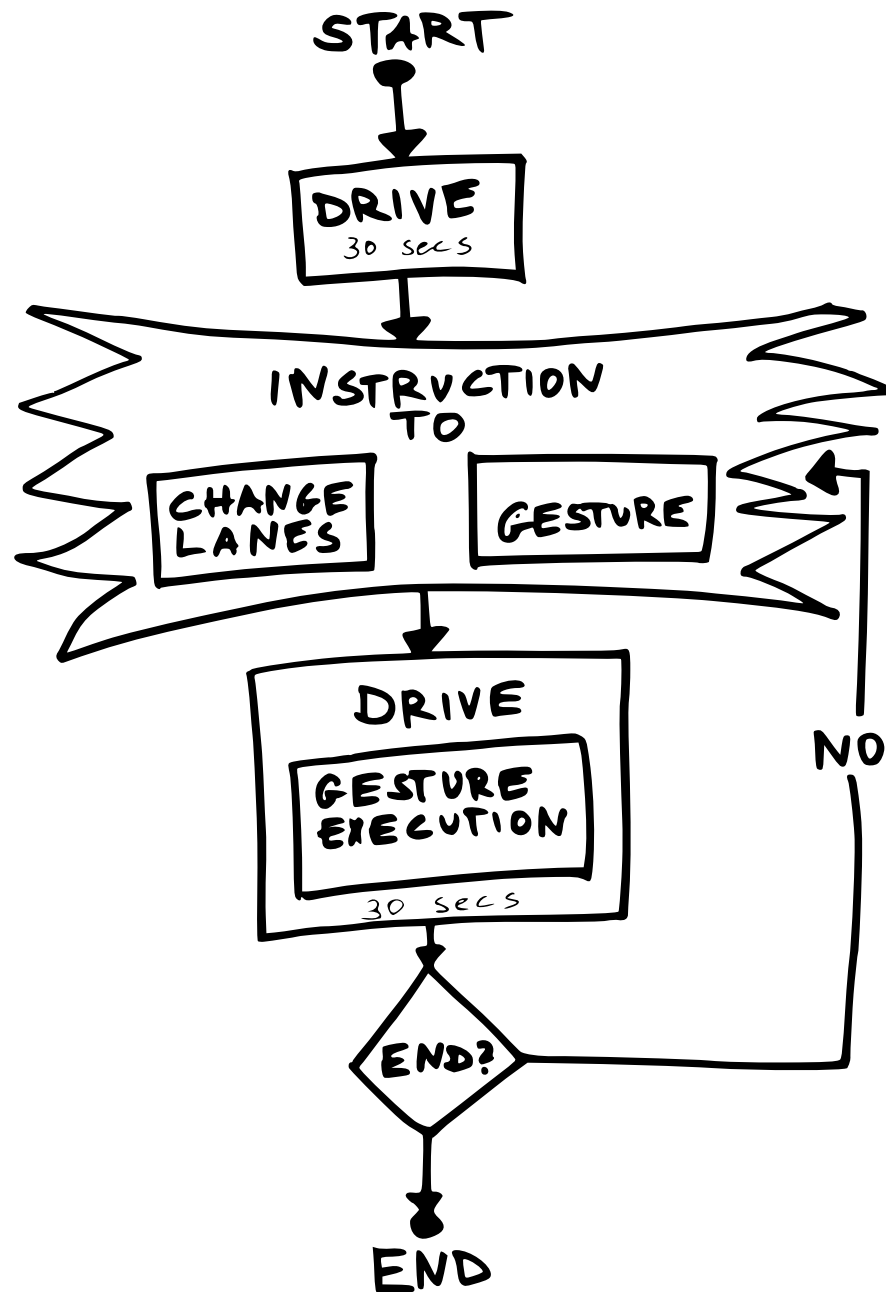 START
DRIVE
30 secs
INSTRUCTION
TO
CHANGE
LANES
GESTURE
DRIVE
GESTURE
EXECUTION
30 secs
NO
END?
END